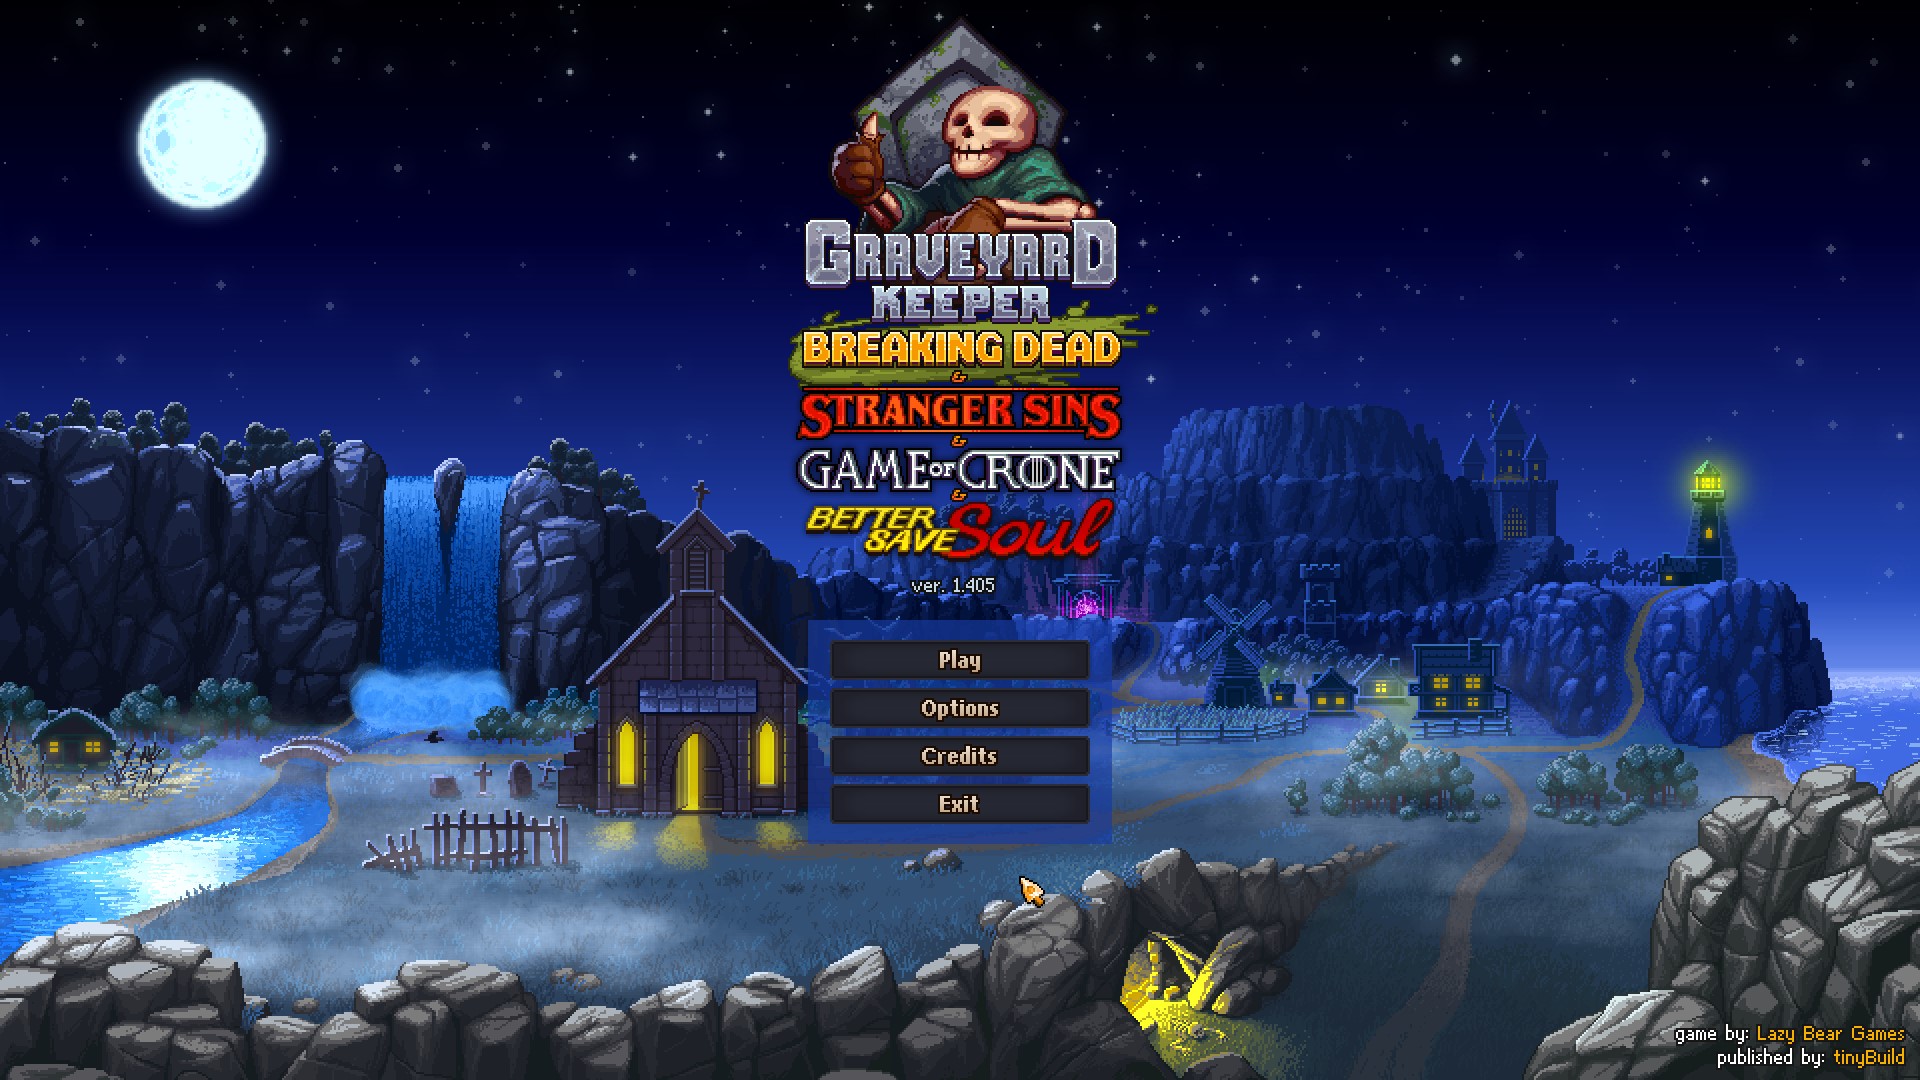 GRAVEYARD
KEEPER
BREAKING DEAD
&
STRANGER SINS
&
GAME OF CRONE
&
BETTER SAVE Soul
ver. 1.405
Play
Options
Credits
Exit
game by: Lazy Bear Games
published by: tinyBuild